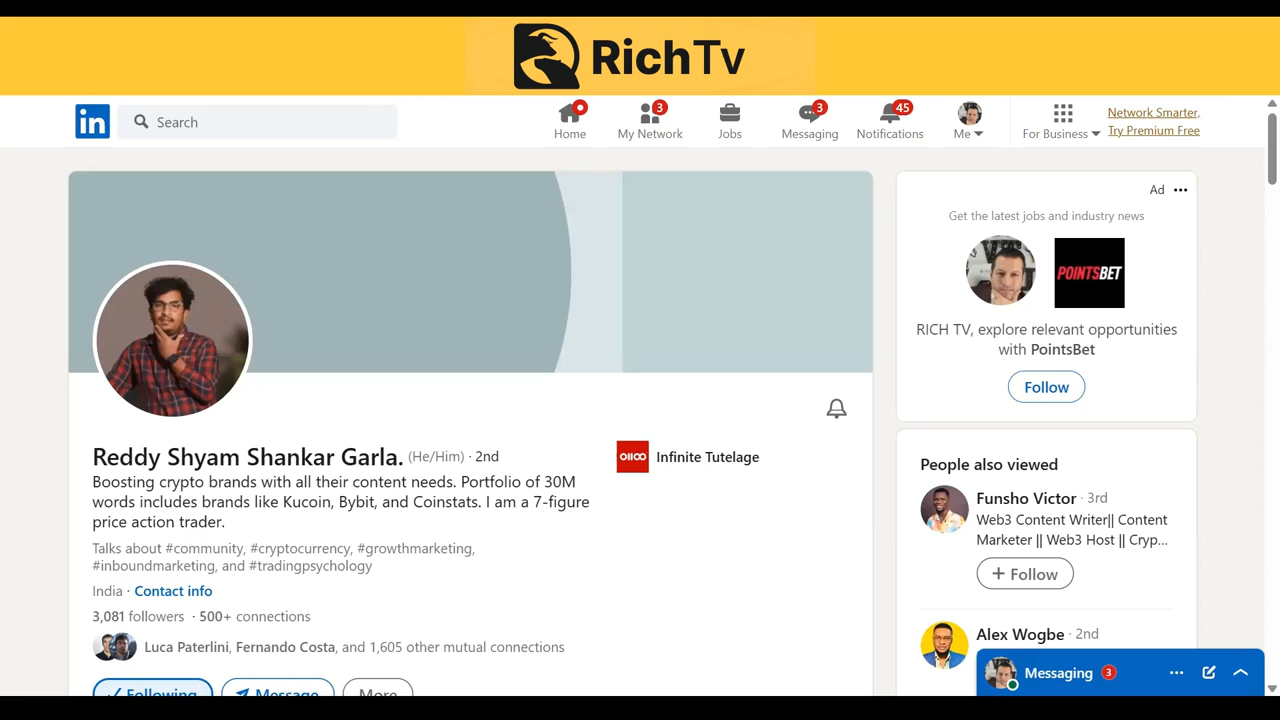 RichTv
in
Search
Home
3
My Network
Jobs
3
Messaging
45
Notifications
Me
For Business
Network Smarter,
Try Premium Free
Ad
Get the latest jobs and industry news
POINTSBET
RICH TV, explore relevant opportunities
with PointsBet
Follow
Reddy Shyam Shankar Garla. (He/Him) · 2nd
Boosting crypto brands with all their content needs. Portfolio of 30M
words includes brands like Kucoin, Bybit, and Coinstats. I am a 7-figure
price action trader.
Talks about #community, #cryptocurrency, #growthmarketing,
#inboundmarketing, and #tradingpsychology
India · Contact info
3,081 followers · 500+ connections
Luca Paterlini, Fernando Costa, and 1,605 other mutual connections
Following
Message
More
Infinite Tutelage
People also viewed
Funsho Victor · 3rd
Web3 Content Writer|| Content
Marketer || Web3 Host || Cryp...
+ Follow
Alex Wogbe · 2nd
Messaging 3